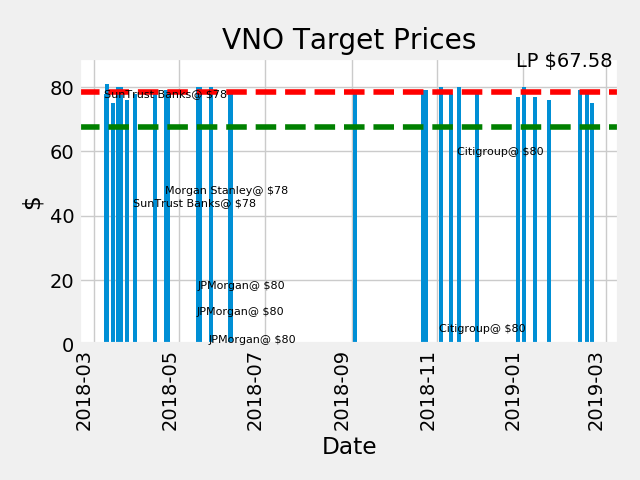 VNO Target Prices
LP $67.58
80
SunTrust Banks@ $78
60
Citigroup@ $80
Morgan Stanley@ $78
SunTrust Banks@ $78
40
$
20
JPMorgan@ $80
JPMorgan@ $80
Citigroup@ $80
JPMorgan@ $80
0
2018-03
2018-05
2018-07
2018-09
2018-11
2019-01
2019-03
Date